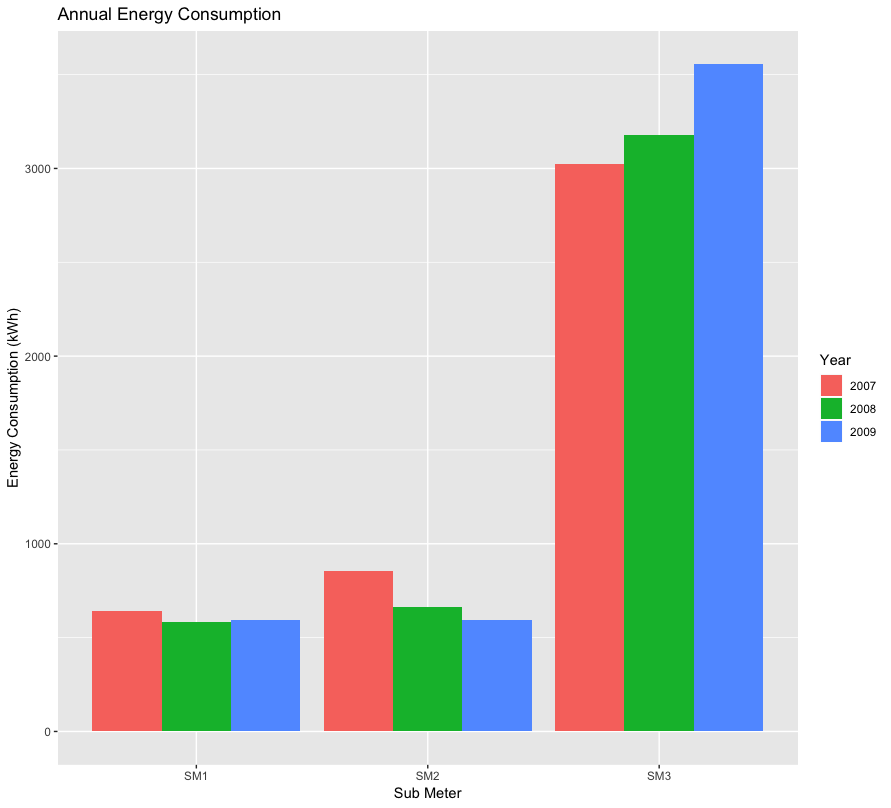 Annual Energy Consumption
Energy Consumption (kWh)
3000
2000
1000
0
SM1 SM2 SM3
Sub Meter
Year
2007
2008
2009